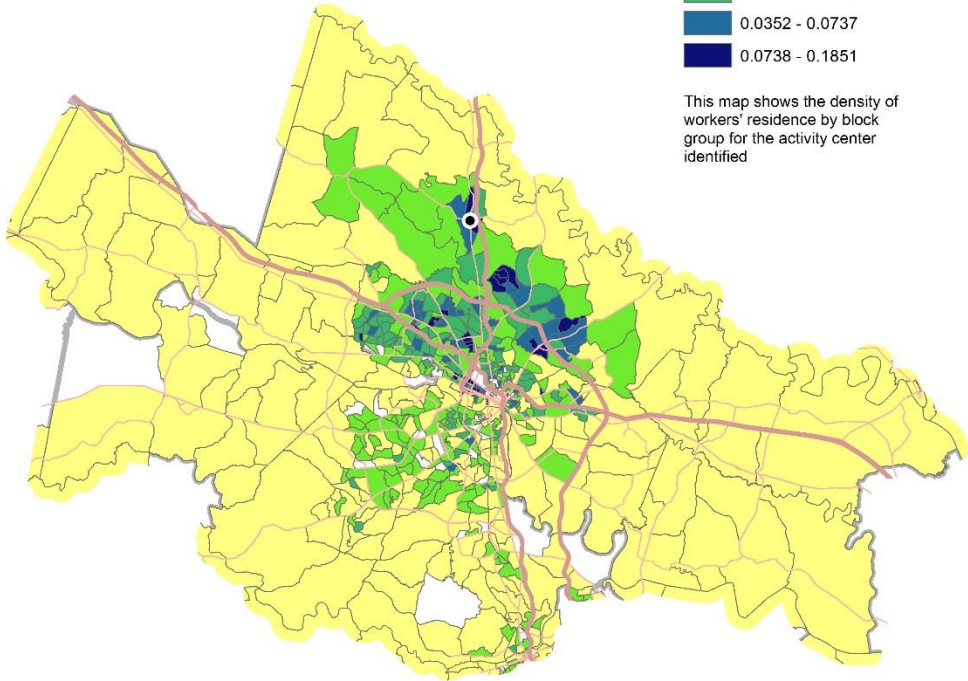 0.0352 - 0.0737
0.0738 - 0.1851
This map shows the density of
workers' residence by block
group for the activity center
identified